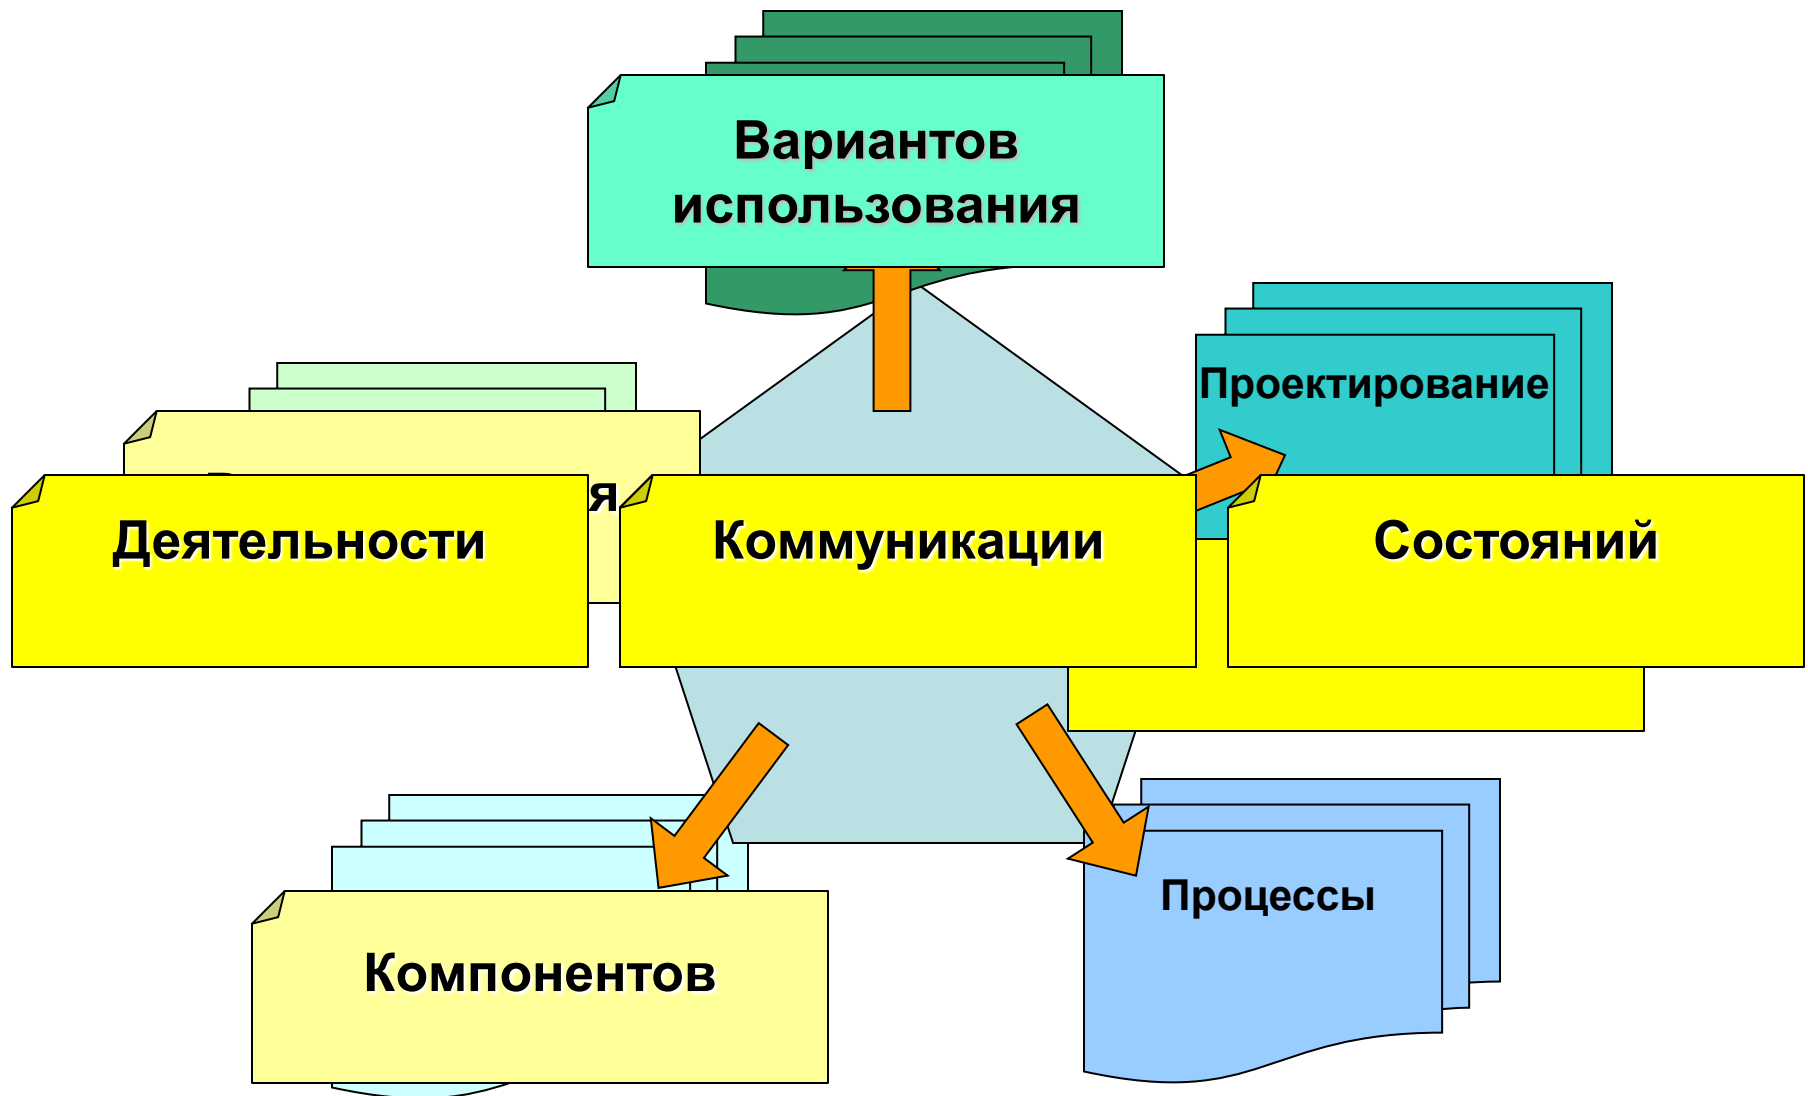 Вариантов
использования
Проектирование
Деятельности
Коммуникации
Состояний
Процессы
Компонентов